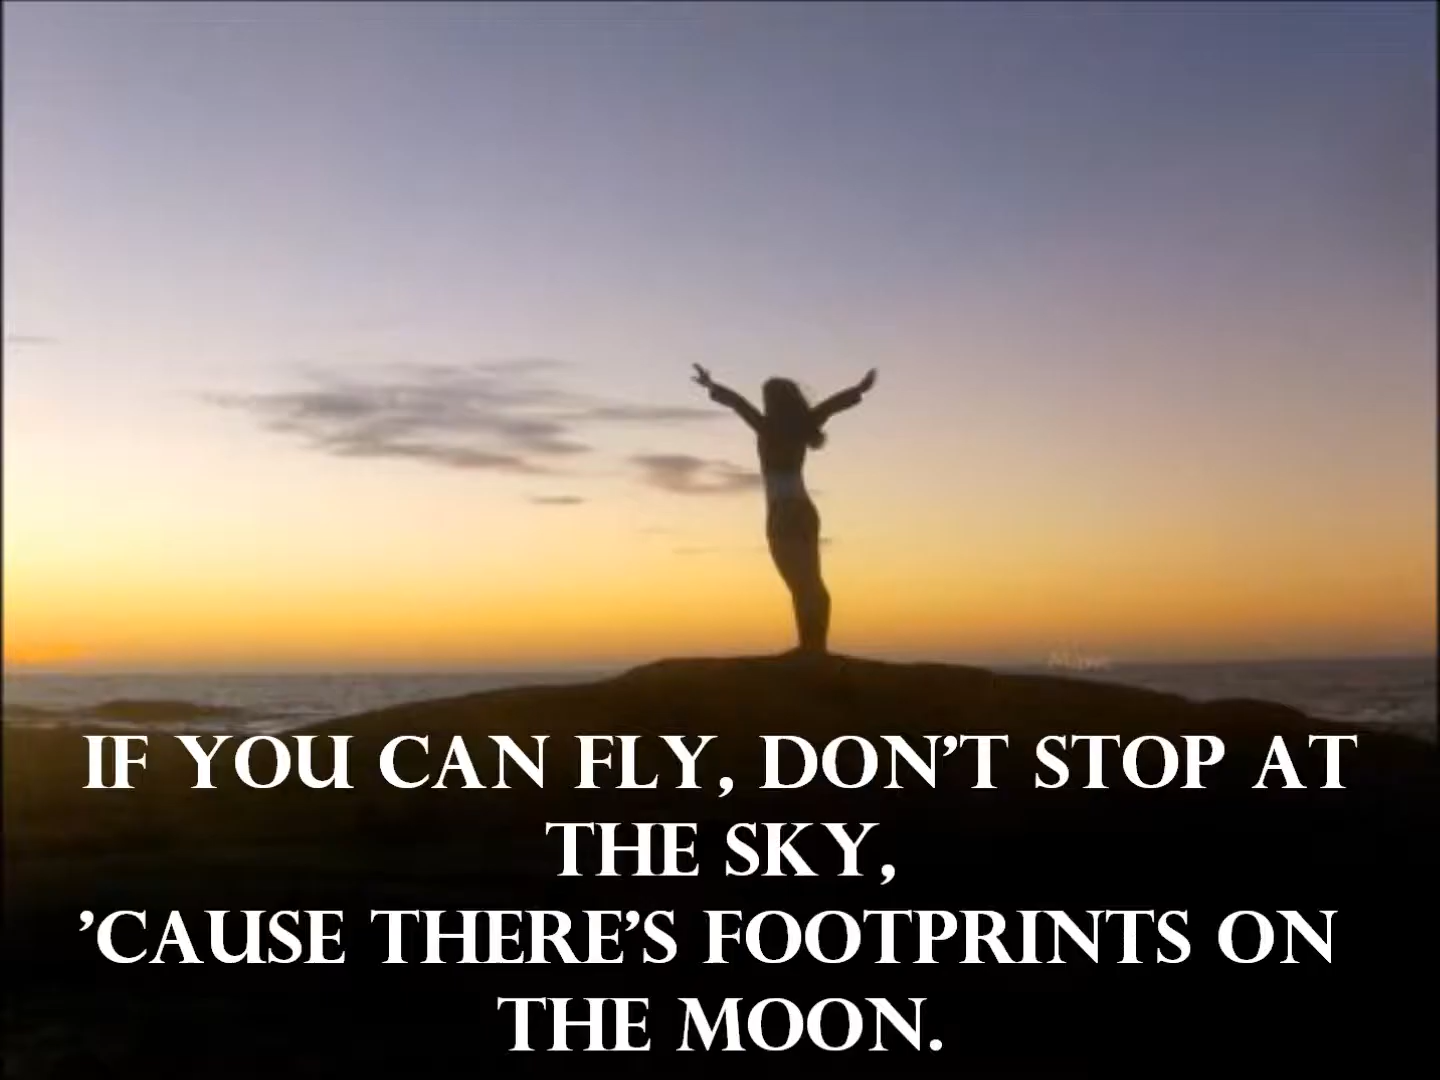 IF YOU CAN FLY, DON'T STOP AT
THE SKY,
'CAUSE THERE'S FOOTPRINTS ON
THE MOON.